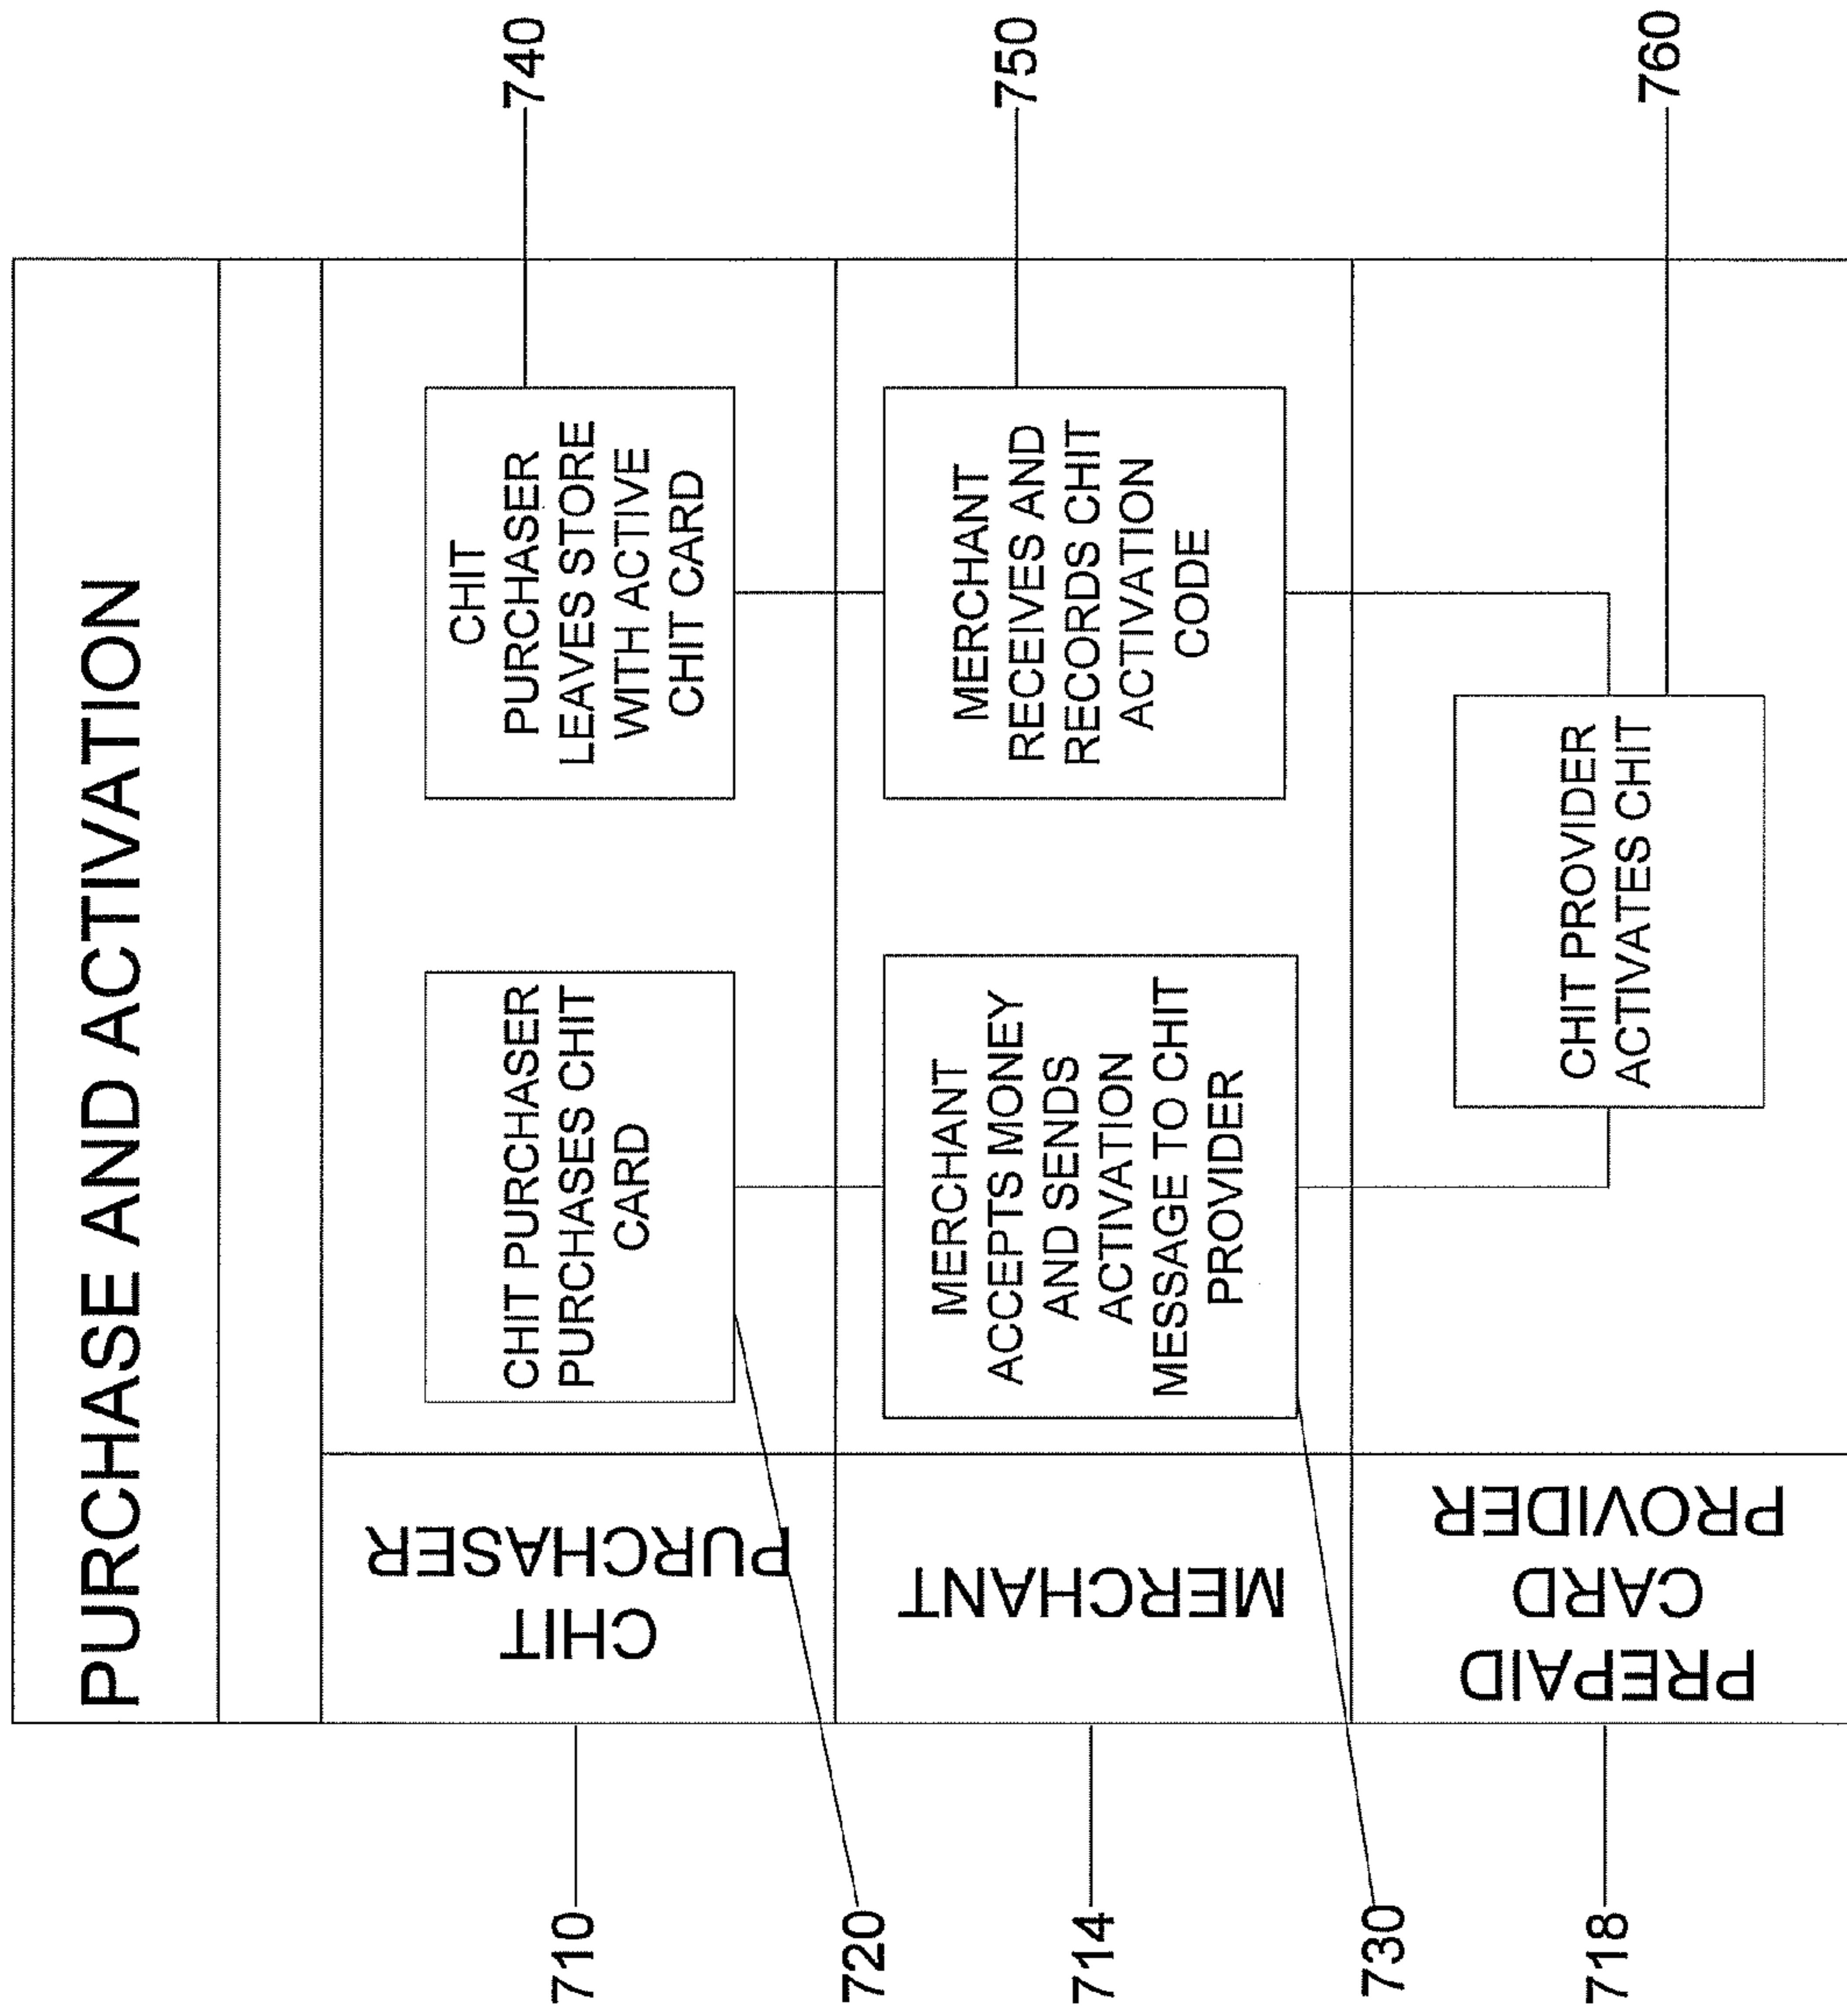 PURCHASE AND ACTIVATION
710
CHIT
PURCHASER
720
CHIT PURCHASER
PURCHASES CHIT
CARD
CHIT
PURCHASER
LEAVES STORE
WITH ACTIVE
CHIT CARD
740
714
MERCHANT
730
MERCHANT
ACCEPTS MONEY
AND SENDS
ACTIVATION
MESSAGE TO CHIT
PROVIDER
MERCHANT
RECEIVES AND
RECORDS CHIT
ACTIVATION
CODE
750
718
PREPAID
CARD
PROVIDER
CHIT PROVIDER
ACTIVATES CHIT
760